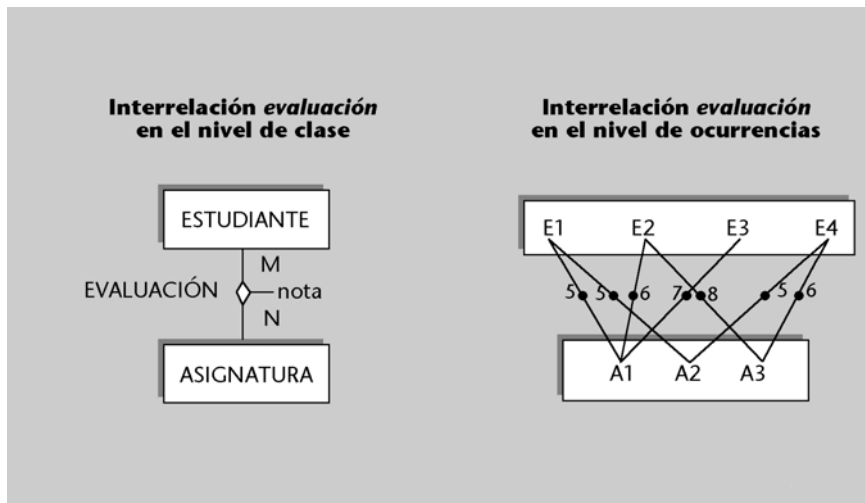 Interrelación evaluación
en el nivel de clase
ESTUDIANTE
M
EVALUACIÓN
nota
N
ASIGNATURA
Interrelación evaluación
en el nivel de ocurrencias
E1 E2 E3 E4
5 5 6 7 8 5 6
A1 A2 A3